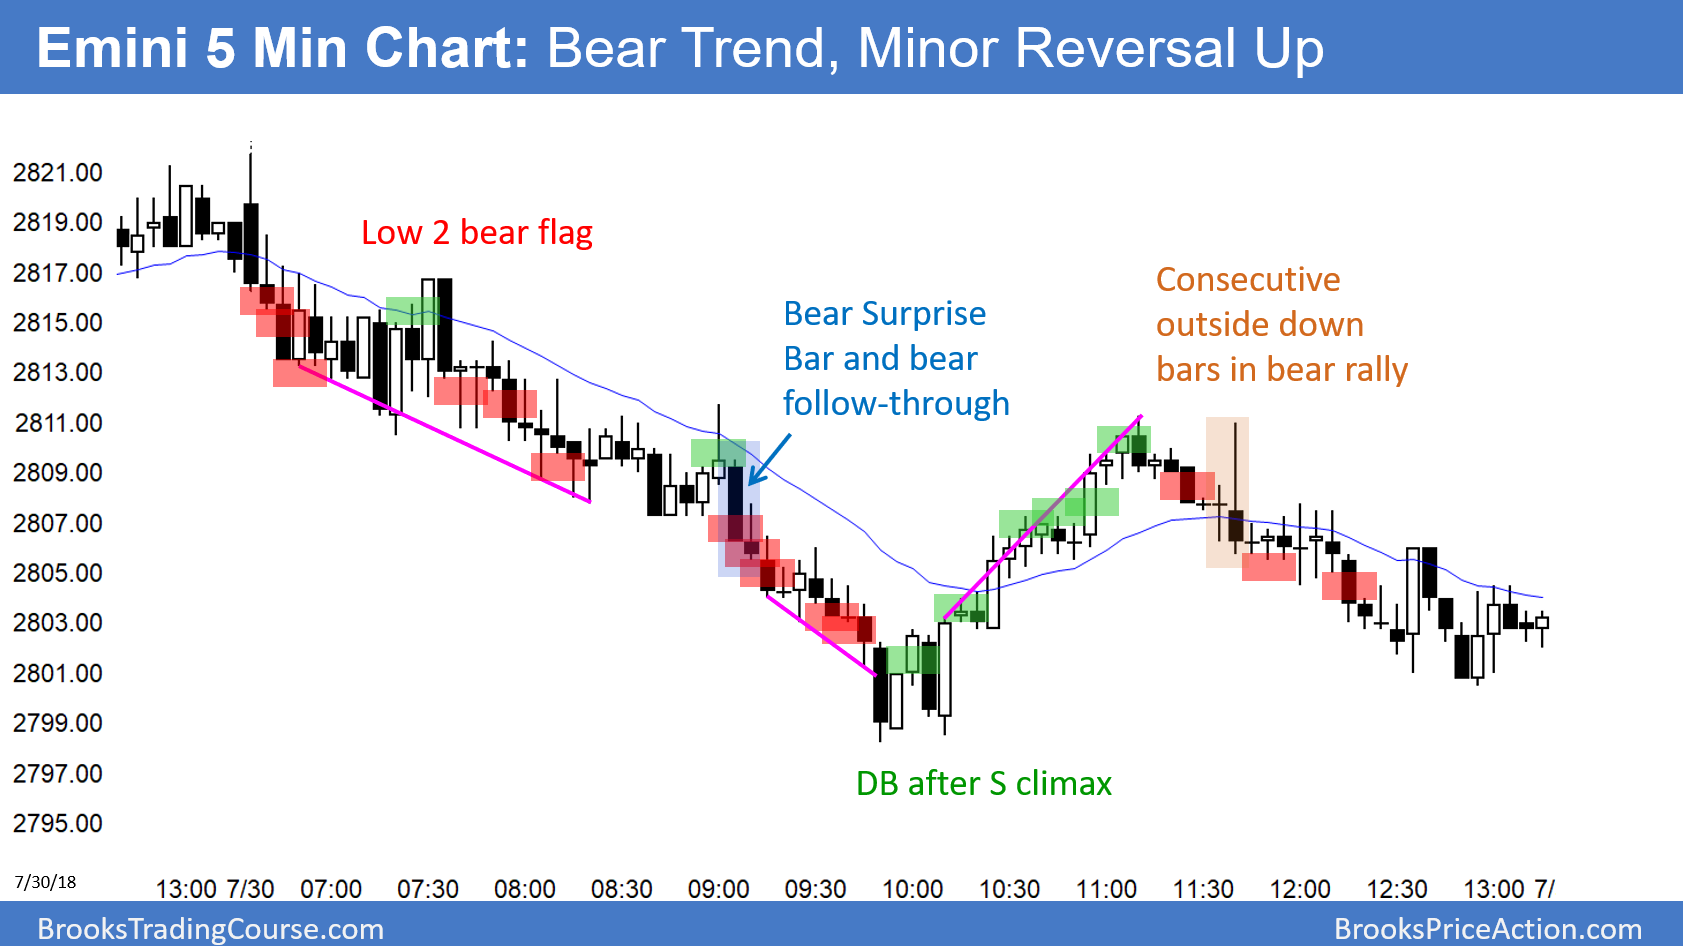 Emini 5 Min Chart: Bear Trend, Minor Reversal Up
2821.00
2819.00
2817.00
2815.00
2813.00
2811.00
2809.00
2807.00
2805.00
2803.00
2801.00
2799.00
2797.00
2795.00
Low 2 bear flag
Bear Surprise
Bar and bear
follow-through
Consecutive
outside down
bars in bear rally
DB after S climax
7/30/18
13:00 7/30 07:00 07:30 08:00 08:30 09:00 09:30 10:00 10:30 11:00 11:30 12:00 12:30 13:00 7/
BrooksTradingCourse.com
BrooksPriceAction.com